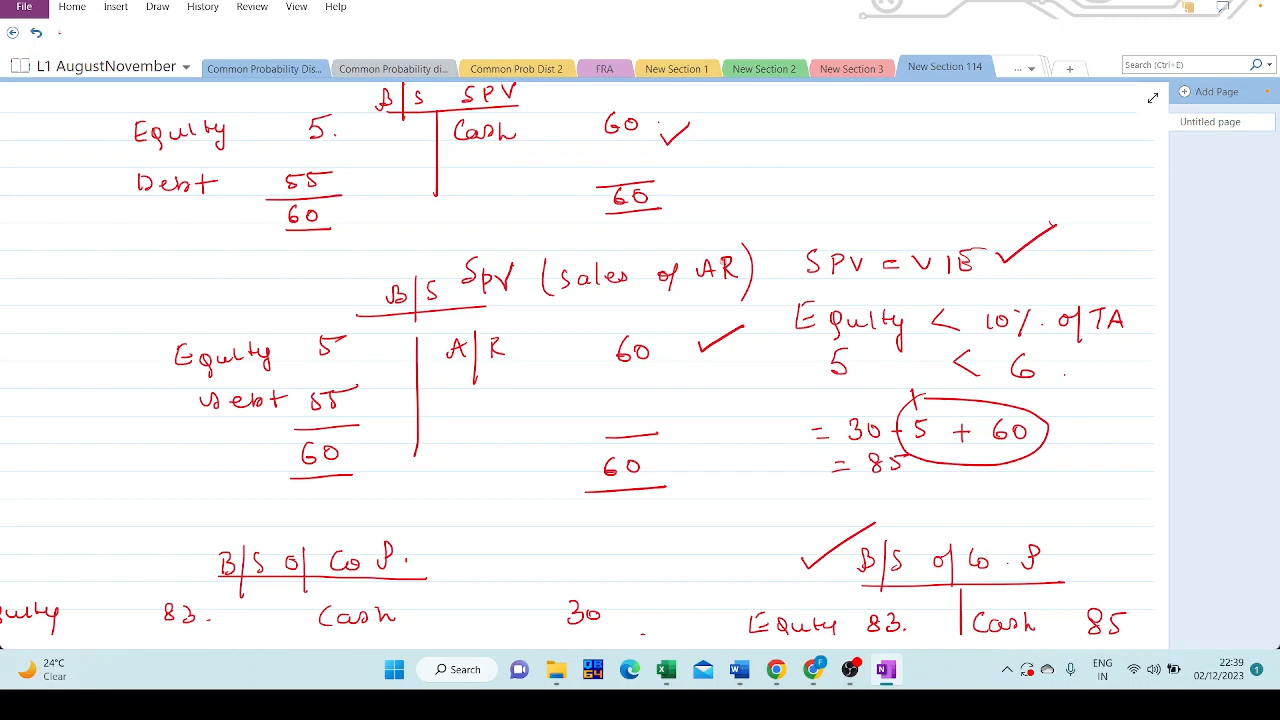 File Home Insert Draw History Review View Help
L1 AugustNovember Common Probability Dis... Common Probability di... Common Prob Dist 2 FRA New Section 1 New Section 2 New Section 3 New Section 114 ... + Search (Ctrl+E)
Add Page
Untitled page
B/S SPV
Equity 5. Cash 60
Debt 55
60 60
B/S Spv (Sales of AR)
SPV = VIE
Equity 5 A/R 60
Debt 55
60 60
Equity < 10%. of TA
5 < 6
= 30 - 5 + 60
= 85
B/S of Co P.
Equity 83. Cash 30
B/S of Co. P
Equity 83. Cash 85
24°C
Clear
Search
ENG
IN
22:39
02/12/2023